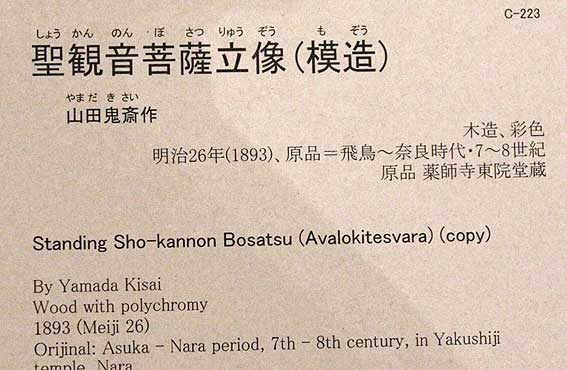 C-223
しょう かん のん ・ ぼ さつ りゅう ぞう も ぞう
聖観音菩薩立像(模造)
やまだ き さい
山田鬼斎作
木造、彩色
明治26年(1893)、原品＝飛鳥〜奈良時代・7〜8世紀
原品 薬師寺東院堂蔵
Standing Sho-kannon Bosatsu (Avalokitesvara) (copy)
By Yamada Kisai
Wood with polychromy
1893 (Meiji 26)
Orijinal: Asuka - Nara period, 7th - 8th century, in Yakushiji
temple, Nara